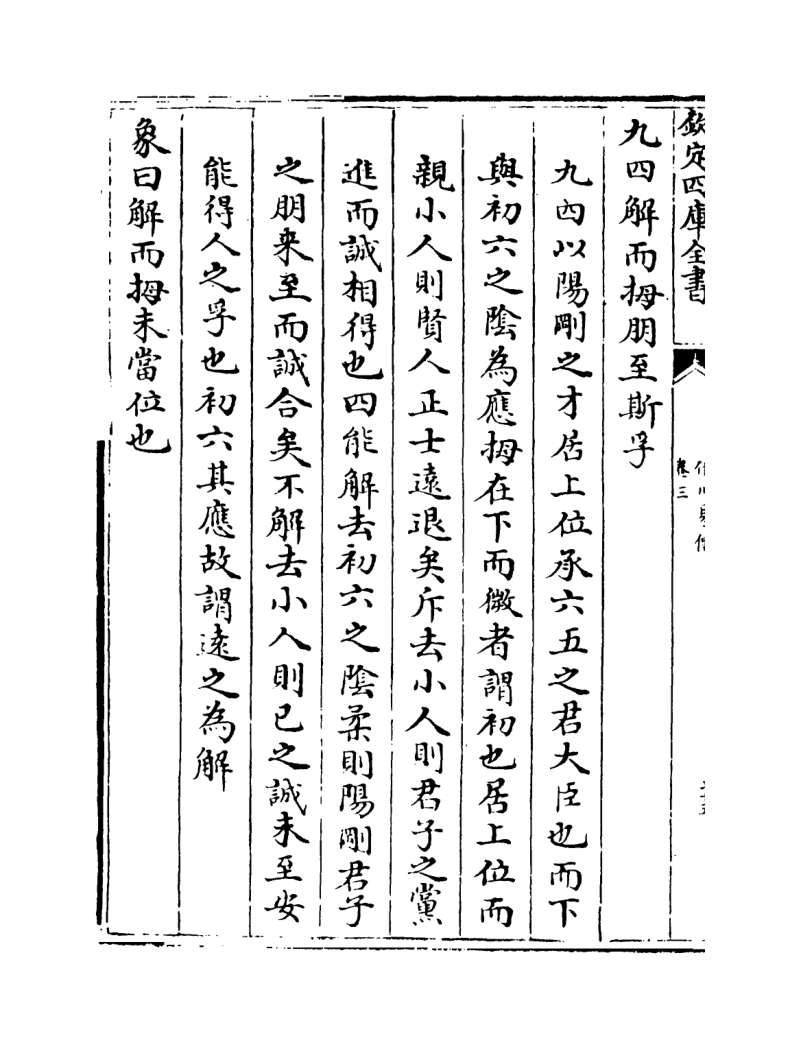 欽定四庫全書
卷三
九四解而拇朋至斯孚
九四以陽剛之才居上位承六五之君大臣也而下
與初六之陰為應拇在下而微者謂初也居上位而
親小人則賢人正士遠退矣斥去小人則君子之黨
進而誠相得也四能解去初六之陰柔則陽剛君子
之朋来至而誠合矣不解去小人則已之誠未至安
能得人之孚也初六其應故謂逺之為解
象曰解而拇未當位也